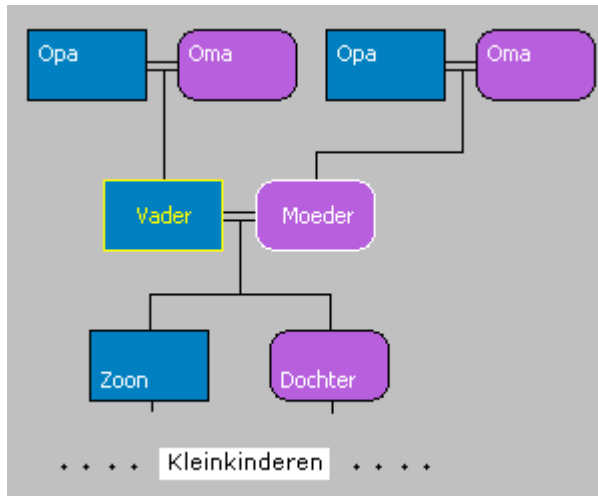 Opa
Oma
Opa
Oma
Vader
Moeder
Zoon
Dochter
. . . . Kleinkinderen . . . .